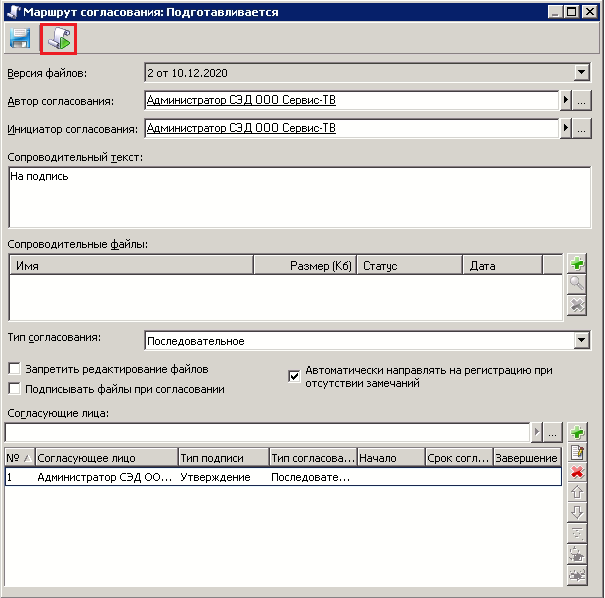 Маршрут согласования: Подготавливается
Версия файлов:
2 от 10.12.2020
Автор согласования:
Администратор СЭД ООО Сервис-ТВ
...
Инициатор согласования:
Администратор СЭД ООО Сервис-ТВ
...
Сопроводительный текст:
На подпись
Сопроводительные файлы:
Имя
Размер (Кб)
Статус
Дата
Тип согласования:
Последовательное
Запретить редактирование файлов
Подписывать файлы при согласовании
Автоматически направлять на регистрацию при
отсутствии замечаний
Согласующие лица:
...
№ Согласующее лицо Тип подписи Тип согласова... Начало Срок согл... Завершение
1 Администратор СЭД ОО... Утверждение Последовате...